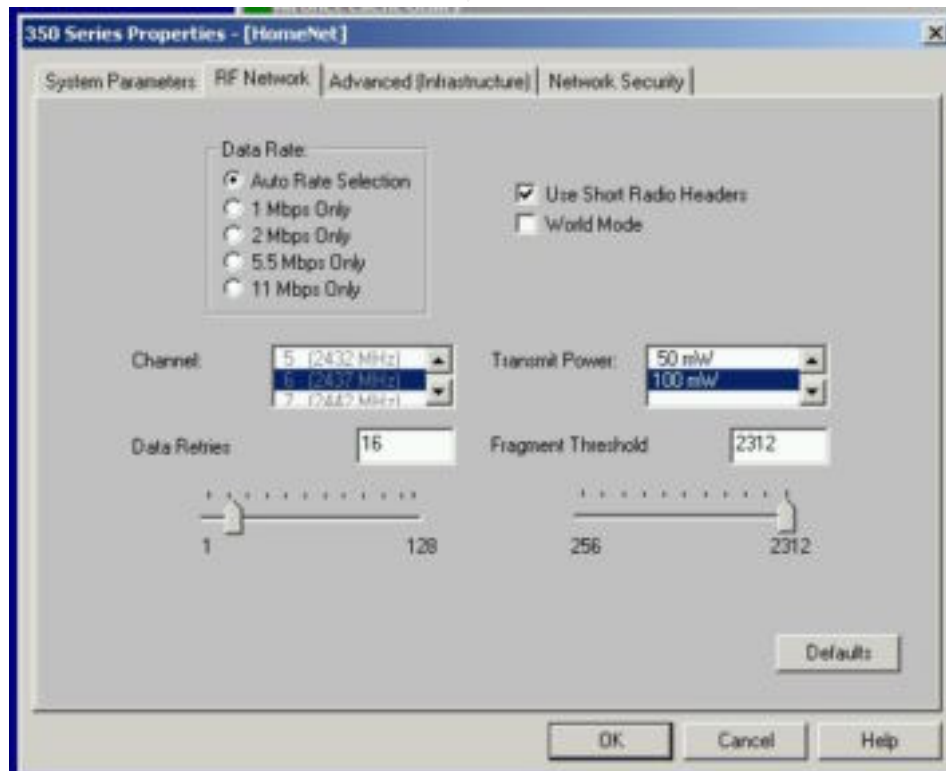 350 Series Properties - [HomeNet]
System Parameters RF Network Advanced (Infrastructure) Network Security
Data Rate:
Auto Rate Selection
1 Mbps Only
2 Mbps Only
5.5 Mbps Only
11 Mbps Only
Use Short Radio Headers
World Mode
Channel:
5 (2432 MHz)
6 (2437 MHz)
7 (2442 MHz)
Transmit Power:
50 mW
100 mW
Data Retries 16
1 128
Fragment Threshold 2312
256 2312
Defaults
OK Cancel Help